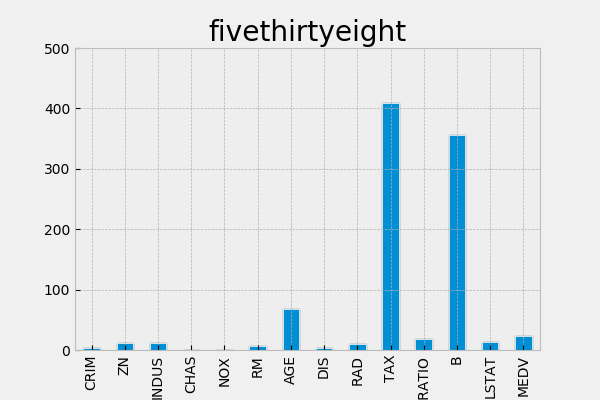 fivethirtyeight
500
400
300
200
100
0
CRIM
ZN
INDUS
CHAS
NOX
RM
AGE
DIS
RAD
TAX
RATIO
B
LSTAT
MEDV